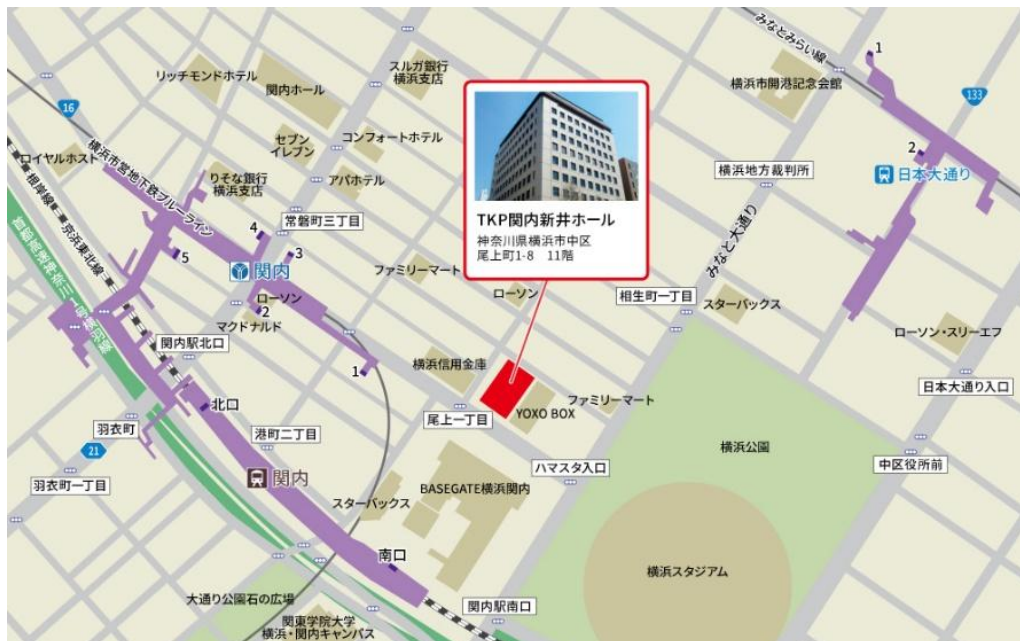 みなとみらい線
1
スルガ銀行
横浜支店
リッチモンドホテル
関内ホール
横浜市開港記念会館
133
16
コンフォートホテル
セブン
イレブン
2
ロイヤルホスト
横浜市営地下鉄ブルーライン
りそな銀行
横浜支店
アパホテル
横浜地方裁判所
日本大通り
根岸線・京浜東北線
首都高速神奈川1号横羽線
常磐町三丁目
TKP関内新井ホール
神奈川県横浜市中区
尾上町1-8 11階
みなと大通り
4
3
5
関内
ファミリーマート
ローソン
ローソン
相生町一丁目
スターバックス
2
マクドナルド
ローソン・スリーエフ
関内駅北口
横浜信用金庫
1
日本大通り入口
北口
尾上一丁目
YOXO BOX
ファミリーマート
羽衣町
港町二丁目
横浜公園
21
ハマスタ入口
中区役所前
羽衣町一丁目
関内
BASEGATE横浜関内
スターバックス
南口
横浜スタジアム
大通り公園石の広場
関内駅南口
関東学院大学
横浜・関内キャンパス